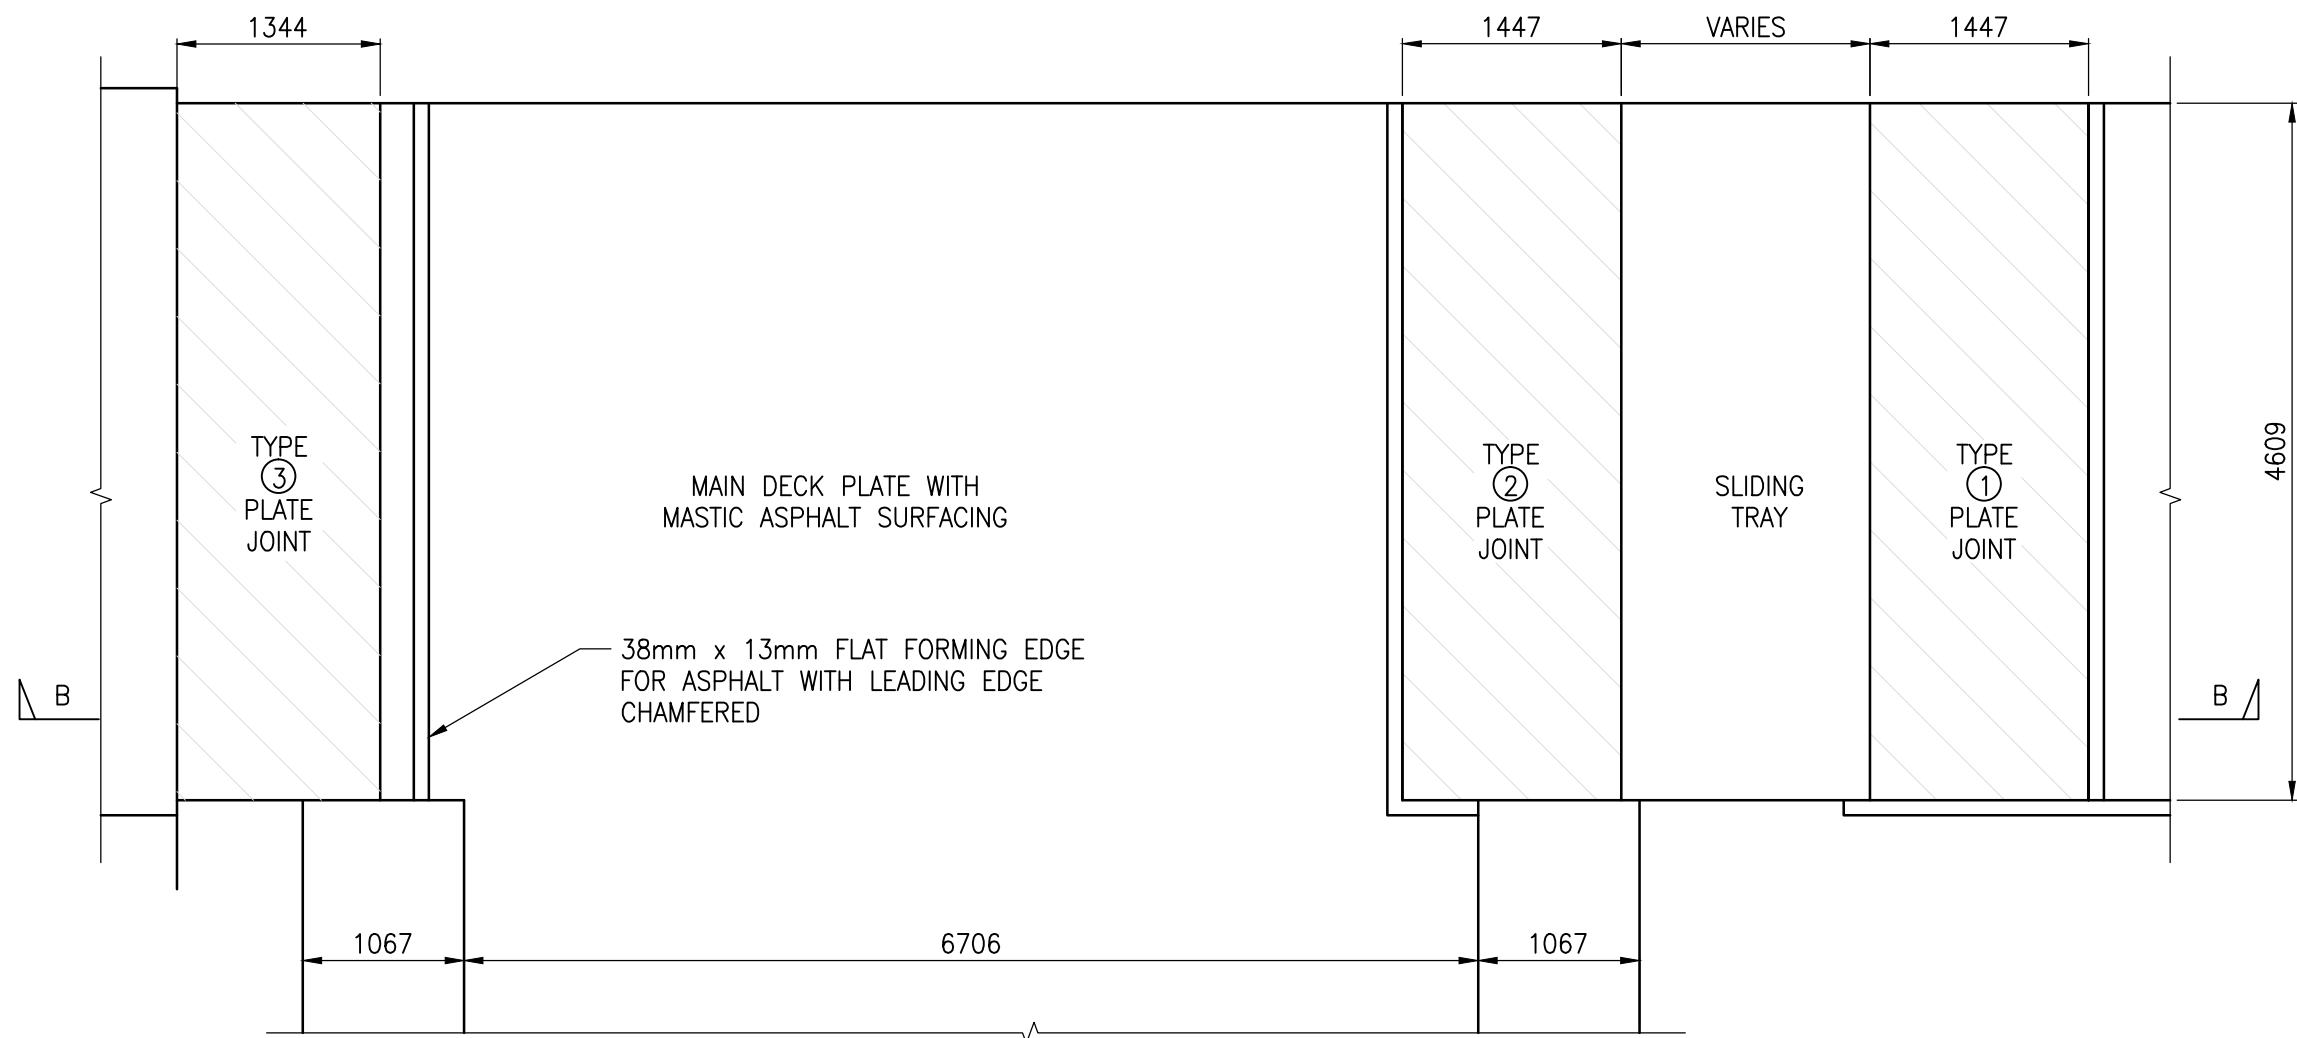 1344
1447
VARIES
1447
TYPE
3
PLATE
JOINT
MAIN DECK PLATE WITH
MASTIC ASPHALT SURFACING
TYPE
2
PLATE
JOINT
SLIDING
TRAY
TYPE
1
PLATE
JOINT
4609
38mm x 13mm FLAT FORMING EDGE
FOR ASPHALT WITH LEADING EDGE
CHAMFERED
B
B
1067
6706
1067